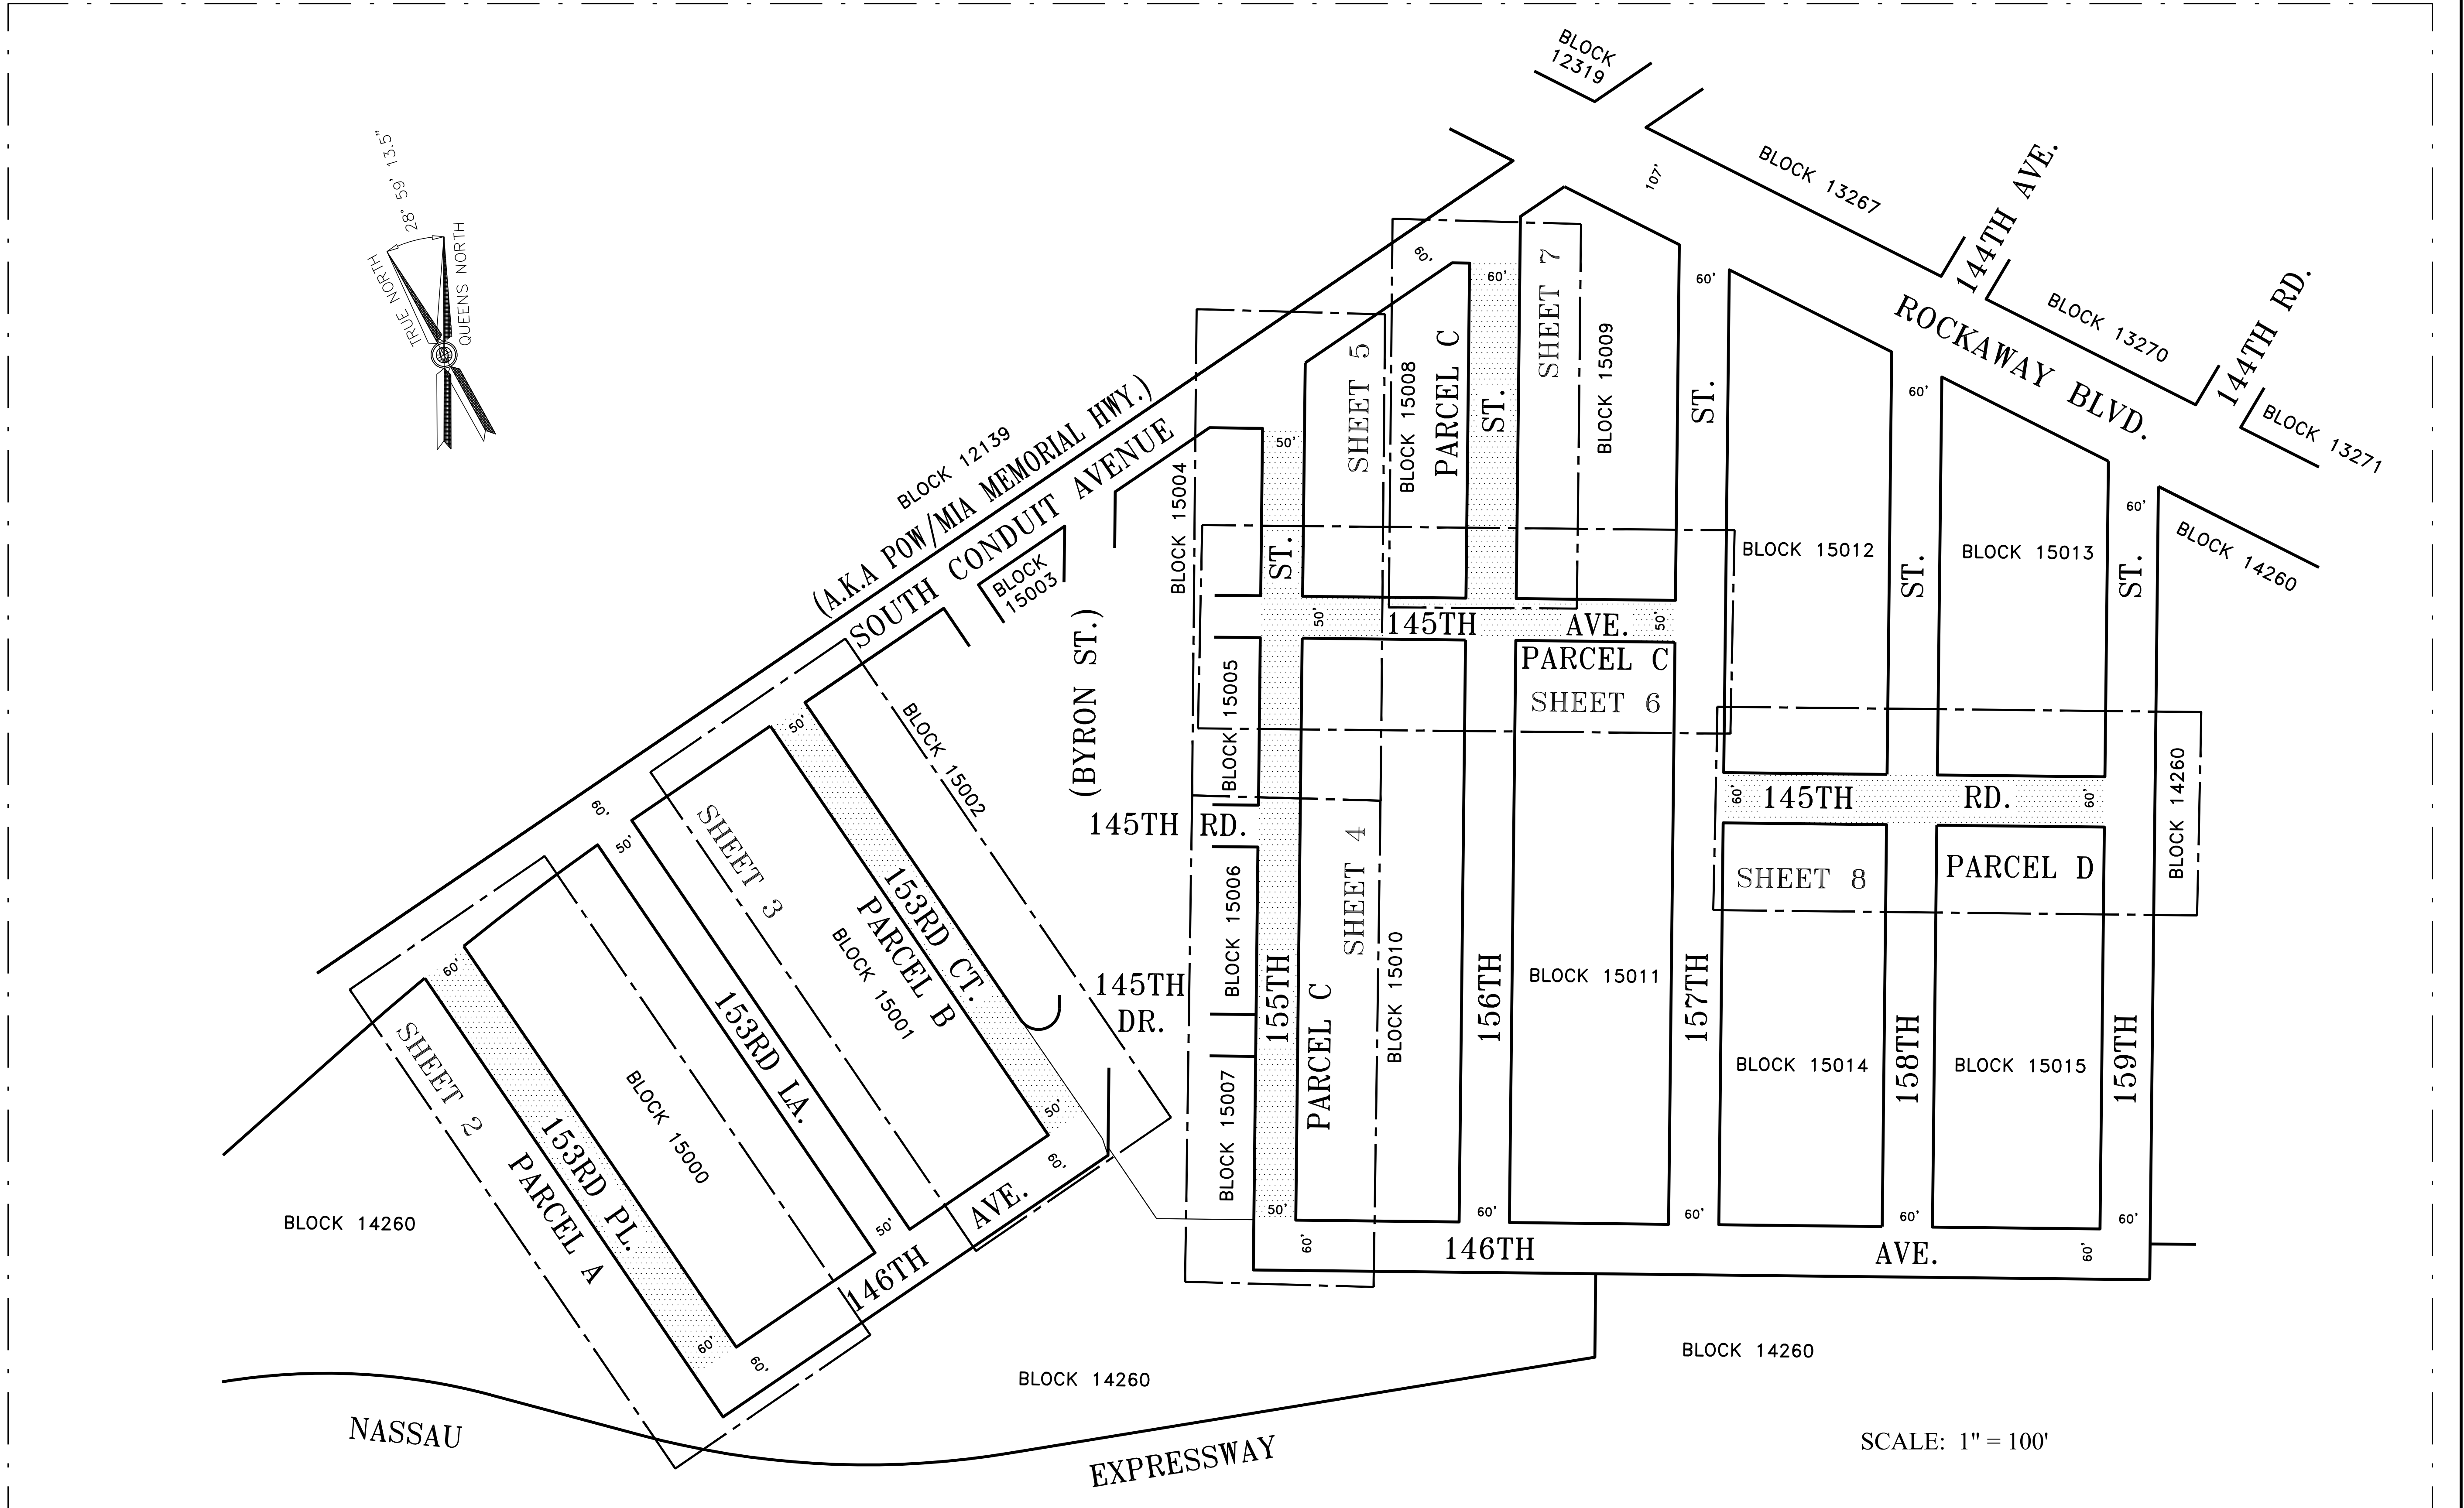 BLOCK
12319
28° 59' 13.5"
TRUE NORTH
QUEENS NORTH
107'
BLOCK 13267
144TH AVE.
BLOCK 13270
144TH RD.
BLOCK 13271
ROCKAWAY BLVD.
BLOCK 14260
60'
60'
60'
60'
60'
60'
50'
SHEET 7
BLOCK 15009
SHEET 5
BLOCK 15008
PARCEL C
ST.
ST.
ST.
ST.
ST.
BLOCK 12139
(A.K.A POW/MIA MEMORIAL HWY.)
SOUTH CONDUIT AVENUE
BLOCK 15004
BLOCK
15003
BLOCK 15012
BLOCK 15013
(BYRON ST.)
50'
145TH
AVE.
50'
PARCEL C
SHEET 6
BLOCK 15005
BLOCK 15002
50'
60'
50'
60'
145TH RD.
60'
145TH
RD.
60'
BLOCK 14260
SHEET 3
SHEET 4
SHEET 8
PARCEL D
BLOCK 15006
153RD CT.
PARCEL B
BLOCK 15001
145TH
DR.
155TH
PARCEL C
BLOCK 15010
156TH
BLOCK 15011
157TH
158TH
BLOCK 15014
BLOCK 15015
159TH
153RD LA.
SHEET 2
BLOCK 15000
153RD PL.
PARCEL A
BLOCK 15007
50'
60'
50'
50'
60'
60'
60'
60'
60'
146TH
AVE.
60'
60'
60'
146TH
AVE.
60'
BLOCK 14260
BLOCK 14260
BLOCK 14260
NASSAU
EXPRESSWAY
SCALE: 1" = 100'